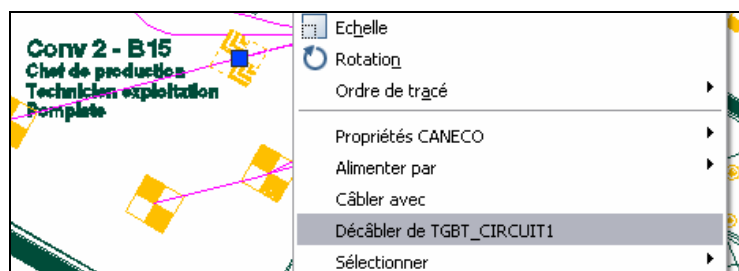 Conv 2 - B15
Chef de production
Technicien exploitation
Pompiste
Echelle
Rotation
Ordre de tracé
Propriétés CANECO
Alimenter par
Câbler avec
Décâbler de TGBT_CIRCUIT1
Sélectionner